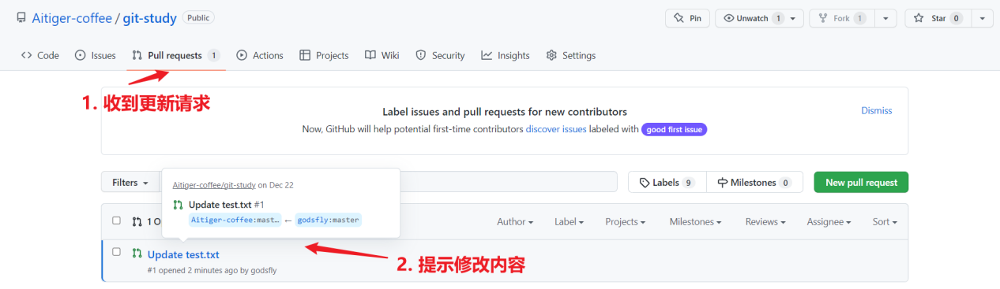 Aitiger-coffee / git-study Public
Pin Unwatch 1 Fork 1 Star 0
Code Issues Pull requests 1 Actions Projects Wiki Security Insights Settings
1. 收到更新请求
Label issues and pull requests for new contributors
Dismiss
Now, GitHub will help potential first-time contributors discover issues labeled with good first issue
Filters
Labels 9 Milestones 0 New pull request
Aitiger-coffee/git-study on Dec 22
Update test.txt #1
Aitiger-coffee:mast… ← godsfly:master
1 O
Author Label Projects Milestones Reviews Assignee Sort
Update test.txt
#1 opened 2 minutes ago by godsfly
2. 提示修改内容